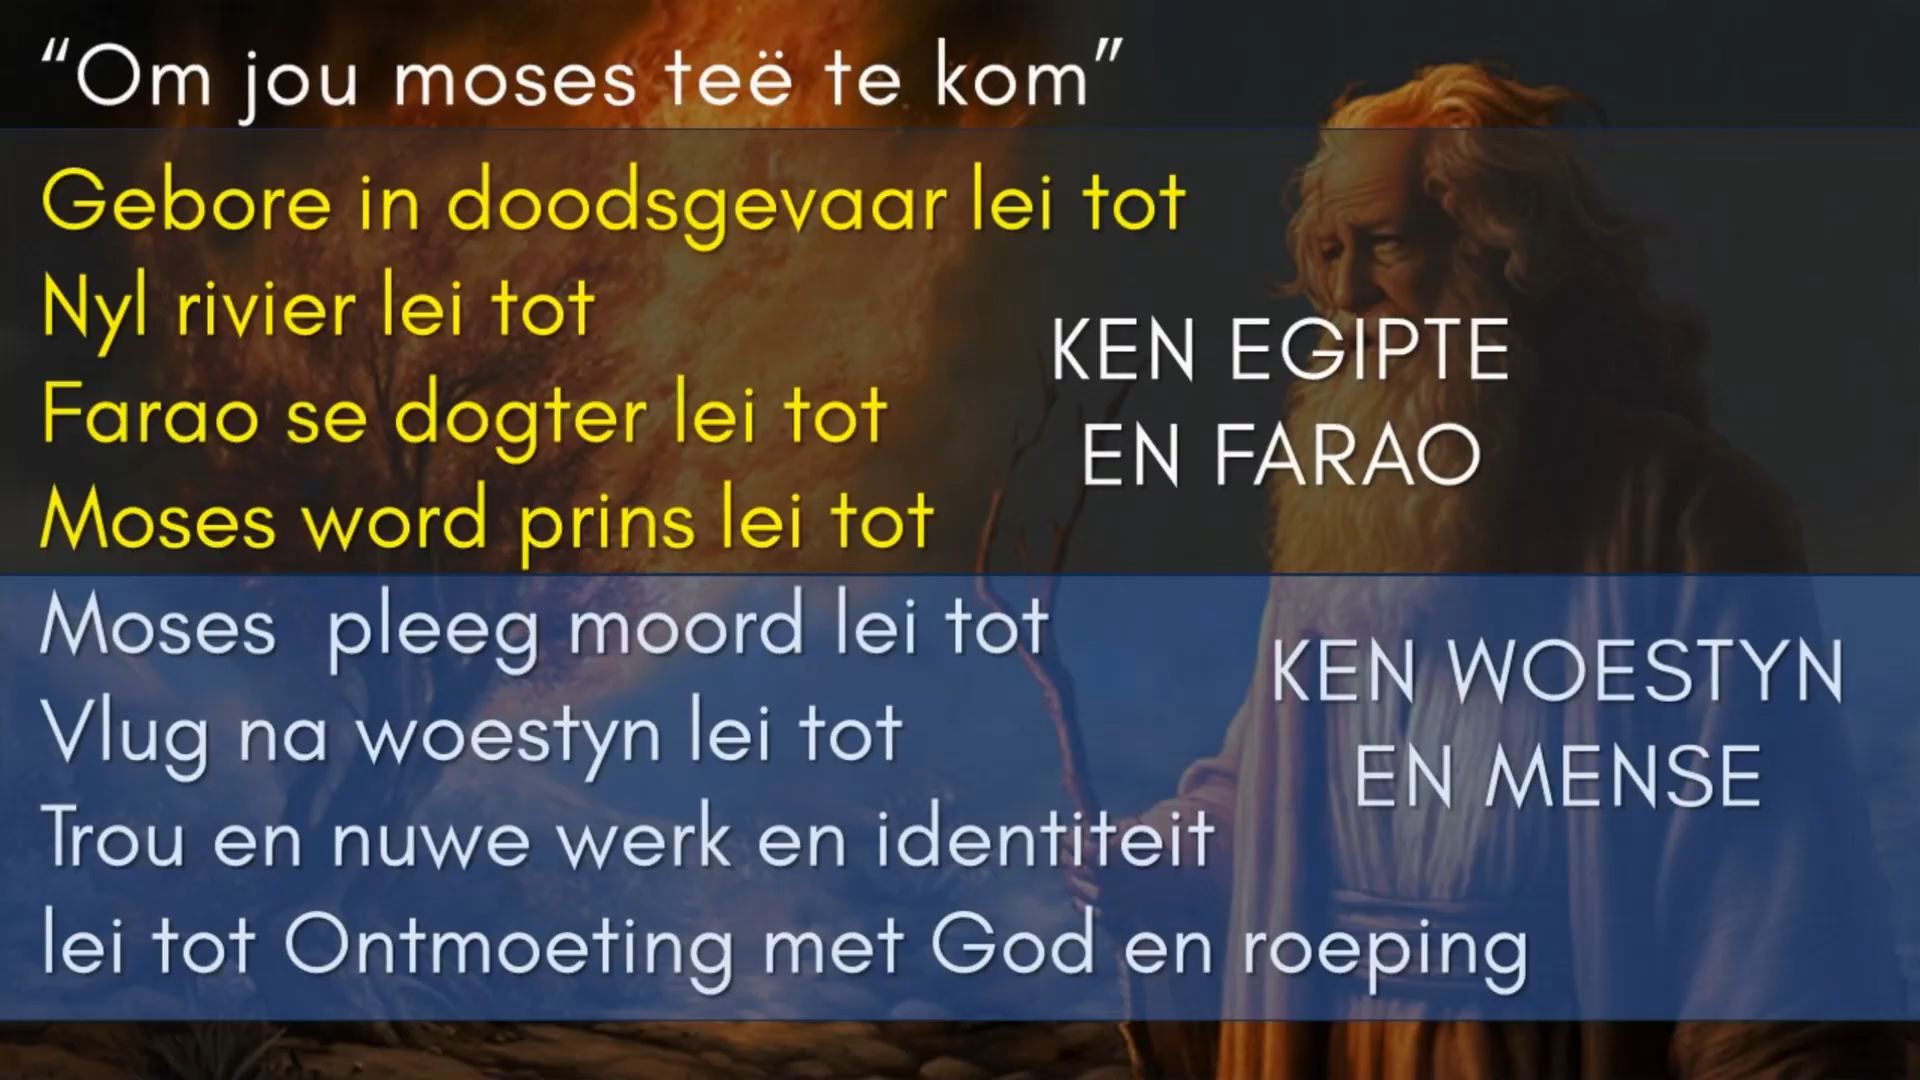 “Om jou moses teë te kom”
Gebore in doodsgevaar lei tot
Nyl rivier lei tot
Farao se dogter lei tot
Moses word prins lei tot
KEN EGIPTE
EN FARAO
Moses pleeg moord lei tot
Vlug na woestyn lei tot
Trou en nuwe werk en identiteit
lei tot Ontmoeting met God en roeping
KEN WOESTYN
EN MENSE